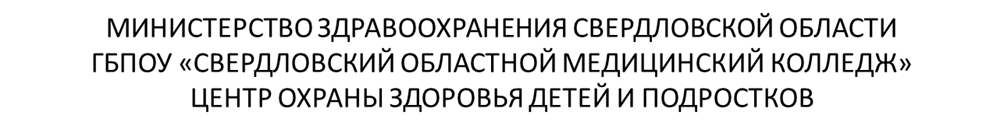 МИНИСТЕРСТВО ЗДРАВООХРАНЕНИЯ СВЕРДЛОВСКОЙ ОБЛАСТИ
ГБПОУ «СВЕРДЛОВСКИЙ ОБЛАСТНОЙ МЕДИЦИНСКИЙ КОЛЛЕДЖ»
ЦЕНТР ОХРАНЫ ЗДОРОВЬЯ ДЕТЕЙ И ПОДРОСТКОВ